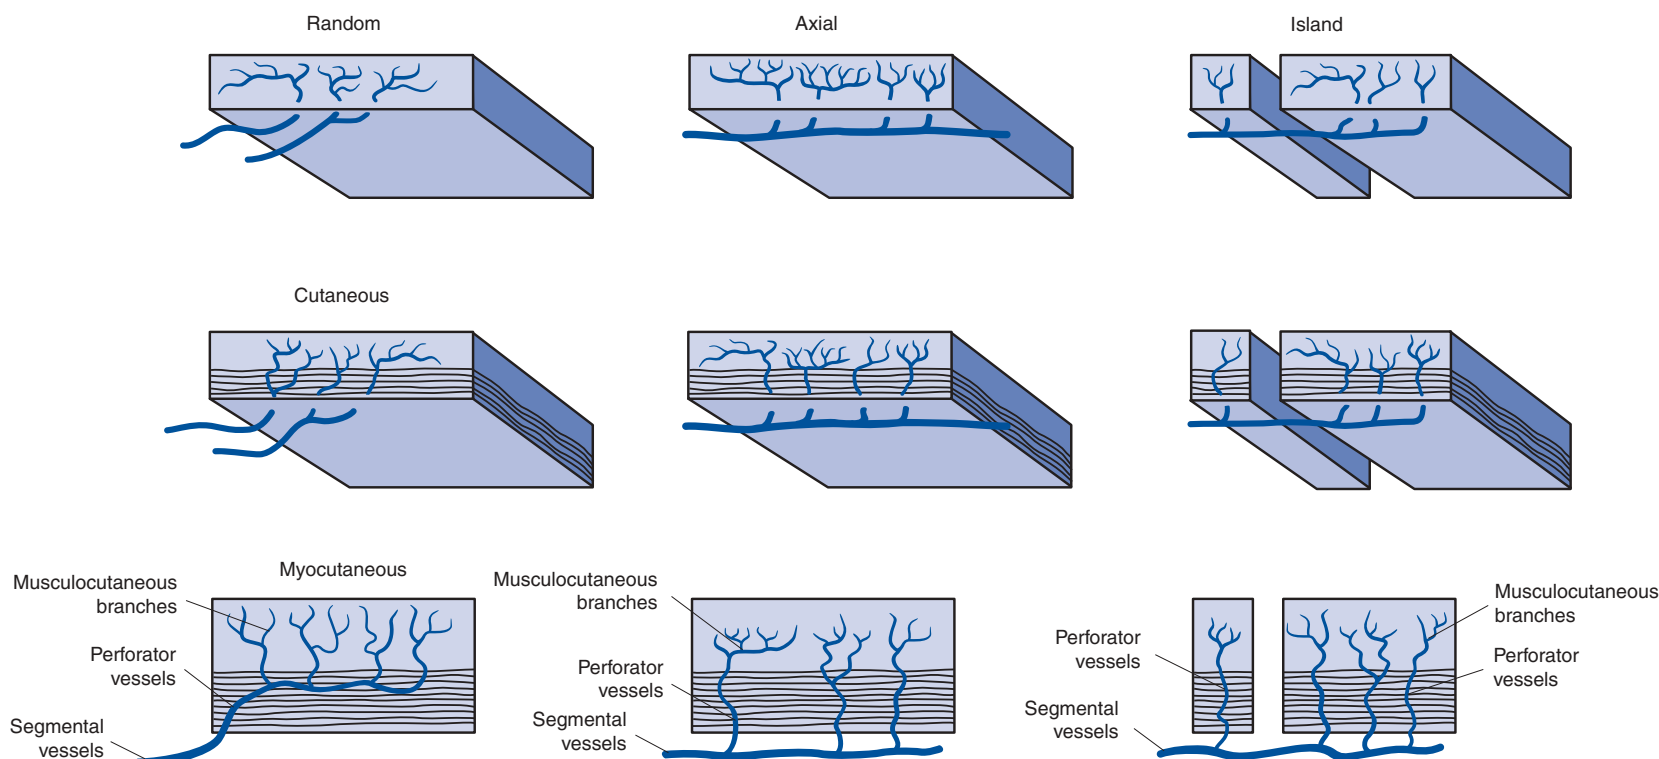 Random
Axial
Island
Cutaneous
Myocutaneous
Musculocutaneous
branches
Perforator
vessels
Segmental
vessels
Musculocutaneous
branches
Perforator
vessels
Segmental
vessels
Perforator
vessels
Segmental
vessels
Musculocutaneous
branches
Perforator
vessels